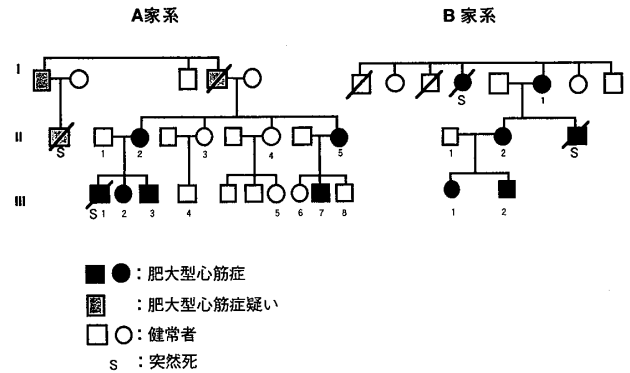 A家系 B家系
I
S 1
II
S 1 2 3 4 5 1 2 S
III
S 1 2 3 4 5 6 7 8 1 2
：肥大型心筋症
：肥大型心筋症疑い
：健常者
S ：突然死